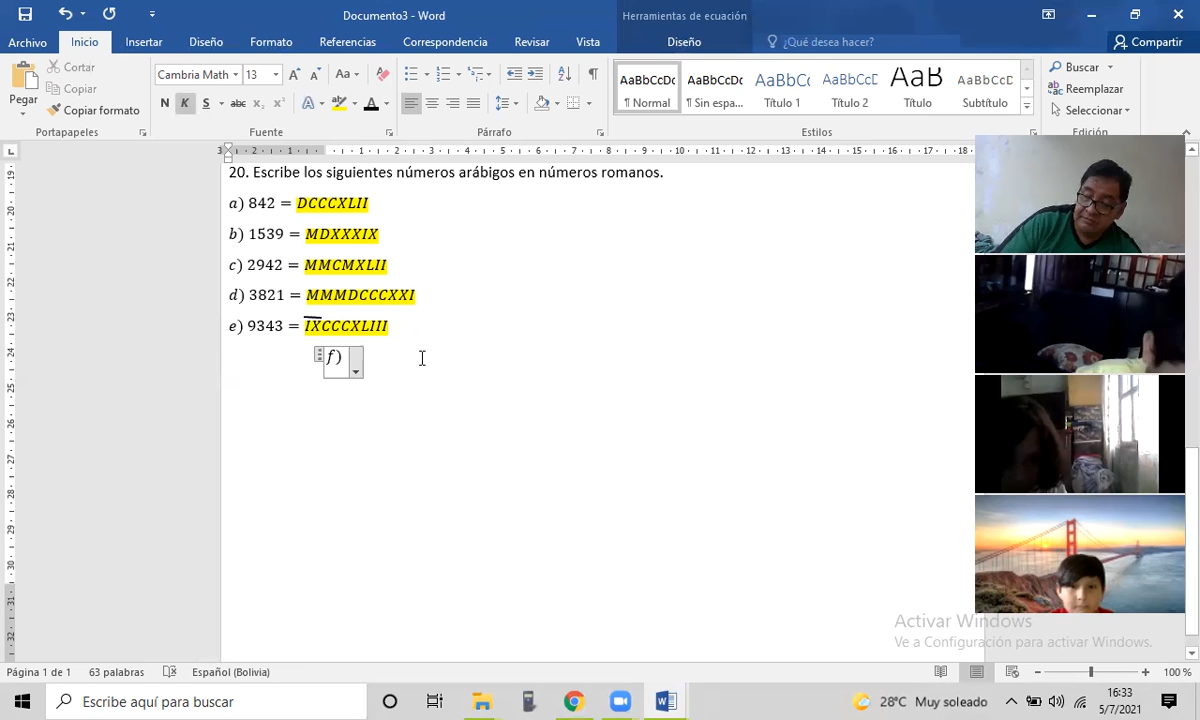 Documento3 - Word
Herramientas de ecuación
Archivo Inicio Insertar Diseño Formato Referencias Correspondencia Revisar Vista Diseño ¿Qué desea hacer? Compartir
Pegar
Cortar
Copiar
Copiar formato
Portapapeles
Cambria Math 13
N K S abc
Fuente
Párrafo
AaBbCcDc AaBbCcDc AaBbCc AaBbCcD AaB AaBbCcD
¶ Normal ¶ Sin espa... Título 1 Título 2 Título Subtítulo
Estilos
Buscar
Reemplazar
Seleccionar
Edición
20. Escribe los siguientes números arábigos en números romanos.
a) 842 = DCCCXLII
b) 1539 = MDXXXIX
c) 2942 = MMCMXLII
d) 3821 = MMMDCCCXXI
e) 9343 = I̅X̅CCCXLIII
f)
Activar Windows
Ve a Configuración para activar Windows.
Página 1 de 1 63 palabras Español (Bolivia) 100 %
Escribe aquí para buscar
28°C Muy soleado
16:33
5/7/2021